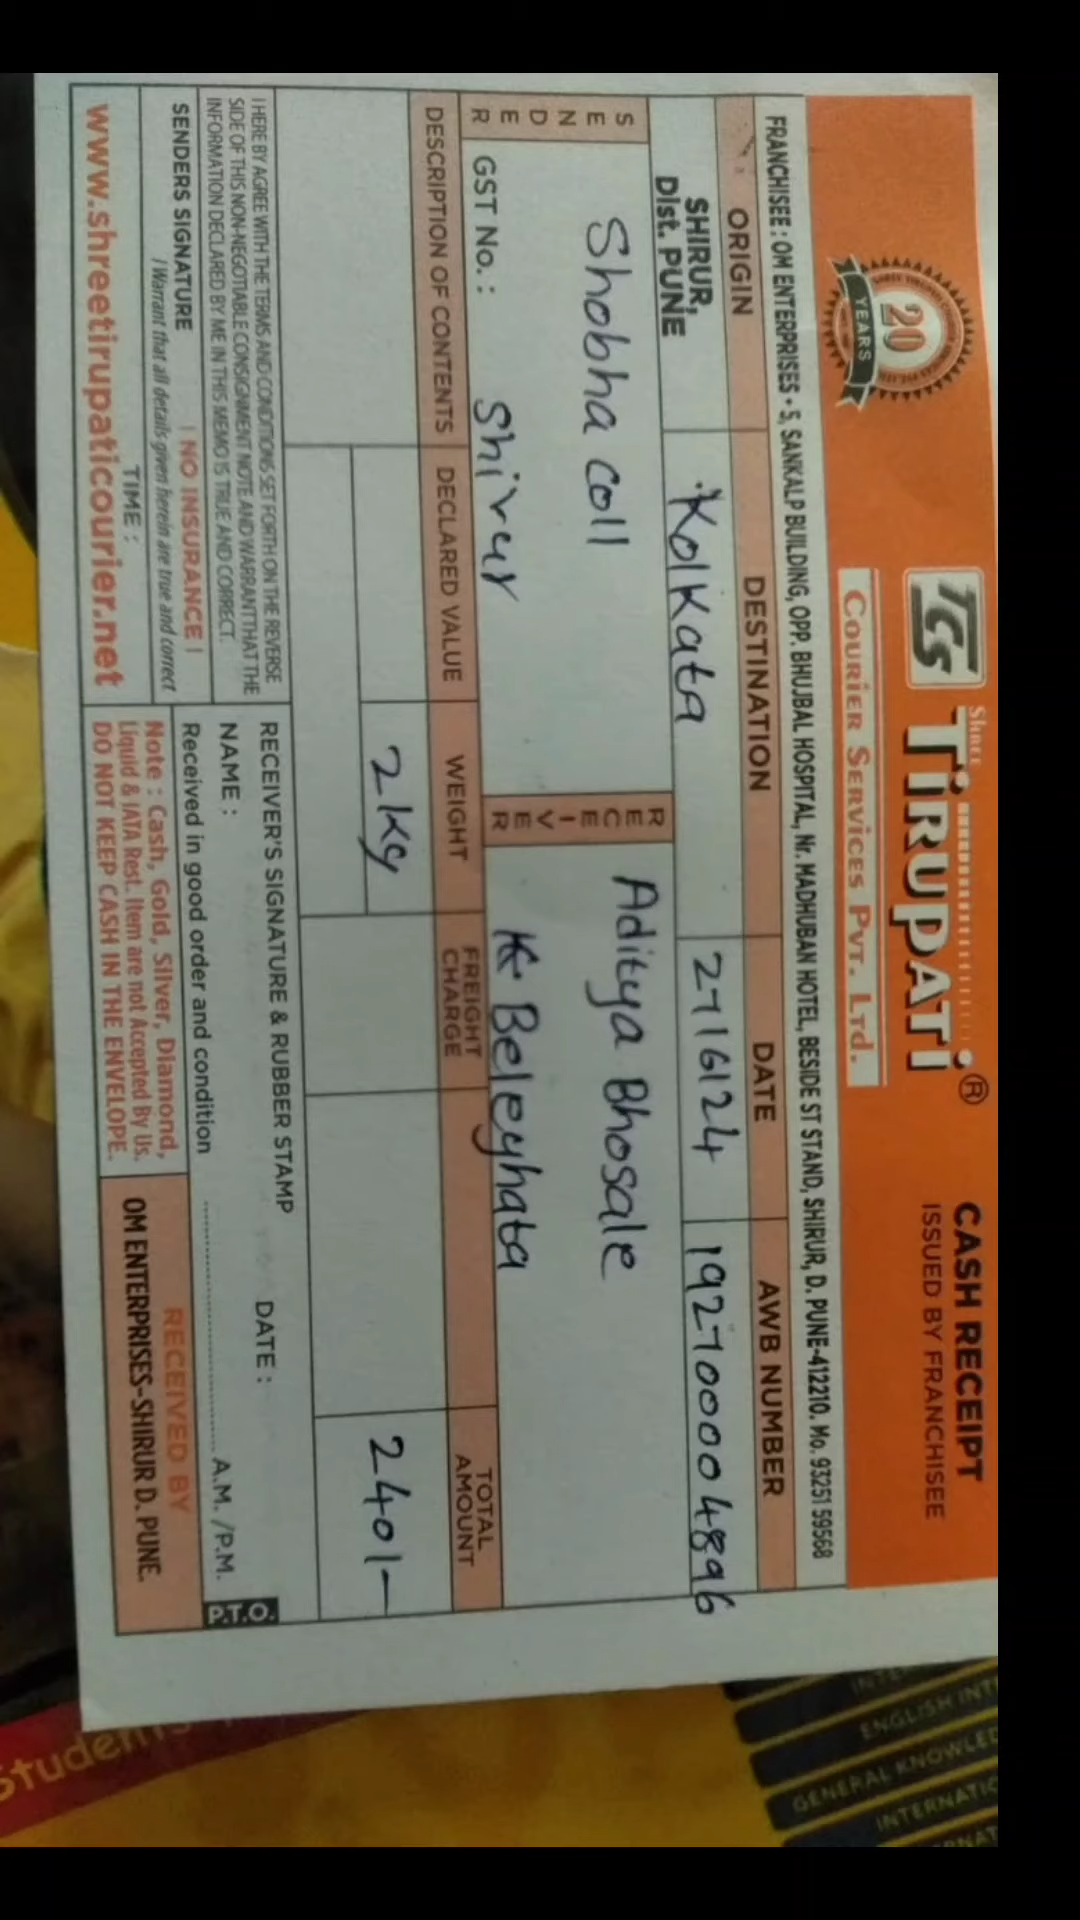 20
YEARS
TCS
SHREE
TIRUPATI ®
COURIER SERVICES PVT. LTD.
CASH RECEIPT
ISSUED BY FRANCHISEE
FRANCHISEE : OM ENTERPRISES • 5, SANKALP BUILDING, OPP. BHUJBAL HOSPITAL, Nr. MADHUBAN HOTEL, BESIDE ST STAND, SHIRUR, D. PUNE-412210. Mo. 93251 59568
ORIGIN DESTINATION DATE AWB NUMBER
SHIRUR,
Dist. PUNE
Kolkata 27/6/24 192700004896
SENDER
Shobha coll
GST No. : Shirur
RECEIVER
Aditya Bhosale
Beleghata
DESCRIPTION OF CONTENTS DECLARED VALUE WEIGHT FREIGHT CHARGE TOTAL AMOUNT
2kg 240/-
I HERE BY AGREE WITH THE TERMS AND CONDITIONS SET FORTH ON THE REVERSE
SIDE OF THIS NON-NEGOTIABLE CONSIGNMENT NOTE AND WARRANT THAT THE
INFORMATION DECLARED BY ME IN THIS MEMO IS TRUE AND CORRECT.
SENDERS SIGNATURE ! NO INSURANCE !
I Warrant that all details given herein are true and correct
TIME :
www.shreetirupaticourier.net
RECEIVER'S SIGNATURE & RUBBER STAMP
NAME : DATE :
Received in good order and condition A.M. /P.M.
P.T.O.
Note : Cash, Gold, Silver, Diamond,
Liquid & IATA Rest. Item are not Accepted By Us.
DO NOT KEEP CASH IN THE ENVELOPE.
RECEIVED BY
OM ENTERPRISES-SHIRUR D. PUNE.
ENGLISH INT
GENERAL KNOWLED
INTERNATIO
Students